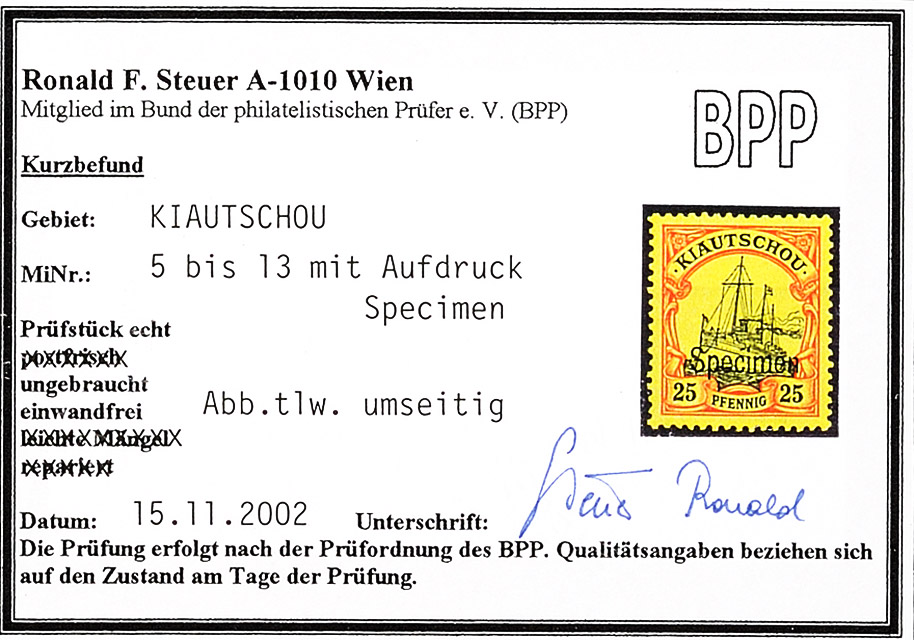 Ronald F. Steuer A-1010 Wien
Mitglied im Bund der philatelistischen Prüfer e. V. (BPP)
BPP
Kurzbefund
Gebiet: KIAUTSCHOU
MiNr.: 5 bis 13 mit Aufdruck
Specimen
Prüfstück echt
postfrisch
ungebraucht
einwandfrei
Abb.tlw. umseitig
leichte Mängel
repariert
KIAUTSCHOU
Specimen
25 PFENNIG 25
Datum: 15.11.2002 Unterschrift: Steuer Ronald
Die Prüfung erfolgt nach der Prüfordnung des BPP. Qualitätsangaben beziehen sich
auf den Zustand am Tage der Prüfung.